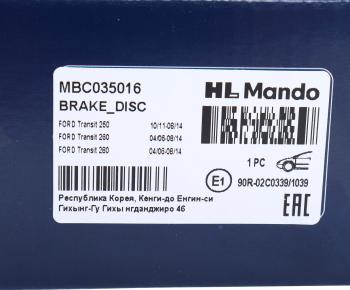 MBC035016
BRAKE_DISC
HL Mando
FORD Transit 250 10/11-08/14
FORD Transit 260 04/06-08/14
FORD Transit 280 04/06-08/14
1 PC
E1 90R-02C0339/1039
Республика Корея, Кенги-до Енгин-си
Гихынг-Гу Гихы нгданджиро 46
EAC